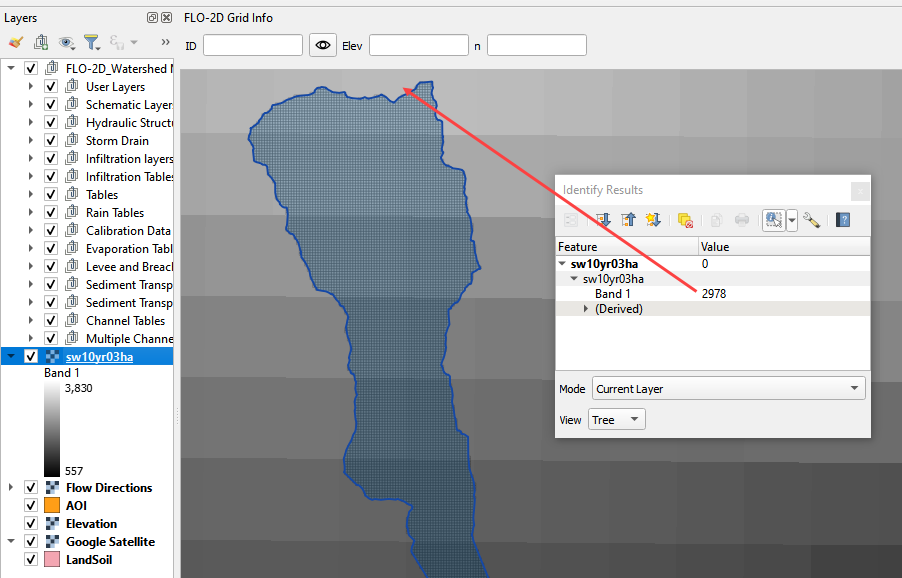 Layers
FLO-2D Grid Info
ID
Elev
n
FLO-2D_Watershed
User Layers
Schematic Layer
Hydraulic Struct
Storm Drain
Infiltration layers
Infiltration Tables
Tables
Rain Tables
Calibration Data
Evaporation Tabl
Levee and Breach
Sediment Transp
Sediment Transp
Channel Tables
Multiple Channe
sw10yr03ha
Band 1
3,830
557
Flow Directions
AOI
Elevation
Google Satellite
LandSoil
Identify Results
Feature Value
sw10yr03ha 0
sw10yr03ha
Band 1 2978
(Derived)
Mode Current Layer
View Tree